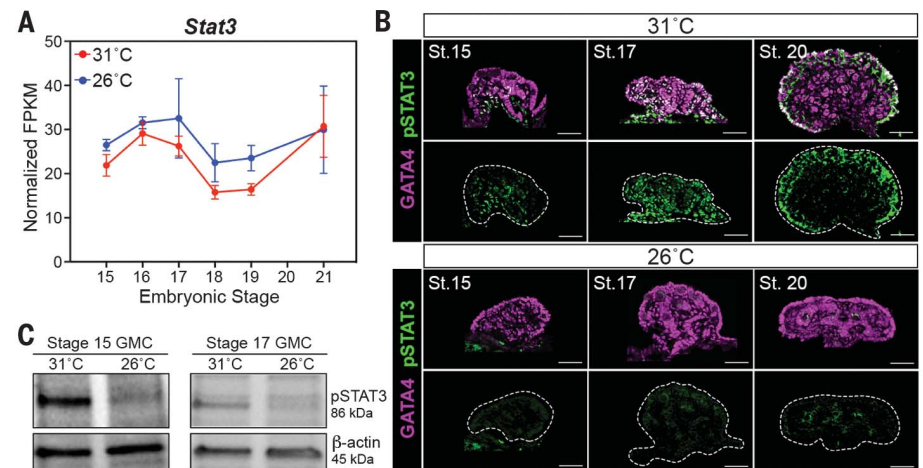 A
Stat3
50
40
30
20
10
0
Normalized FPKM
31˚C
26˚C
15 16 17 18 19 20 21
Embryonic Stage
B
31˚C
pSTAT3
GATA4
St.15
St.17
St. 20
26˚C
pSTAT3
GATA4
St.15
St.17
St. 20
C
Stage 15 GMC
31˚C 26˚C
Stage 17 GMC
31˚C 26˚C
pSTAT3
86 kDa
β-actin
45 kDa